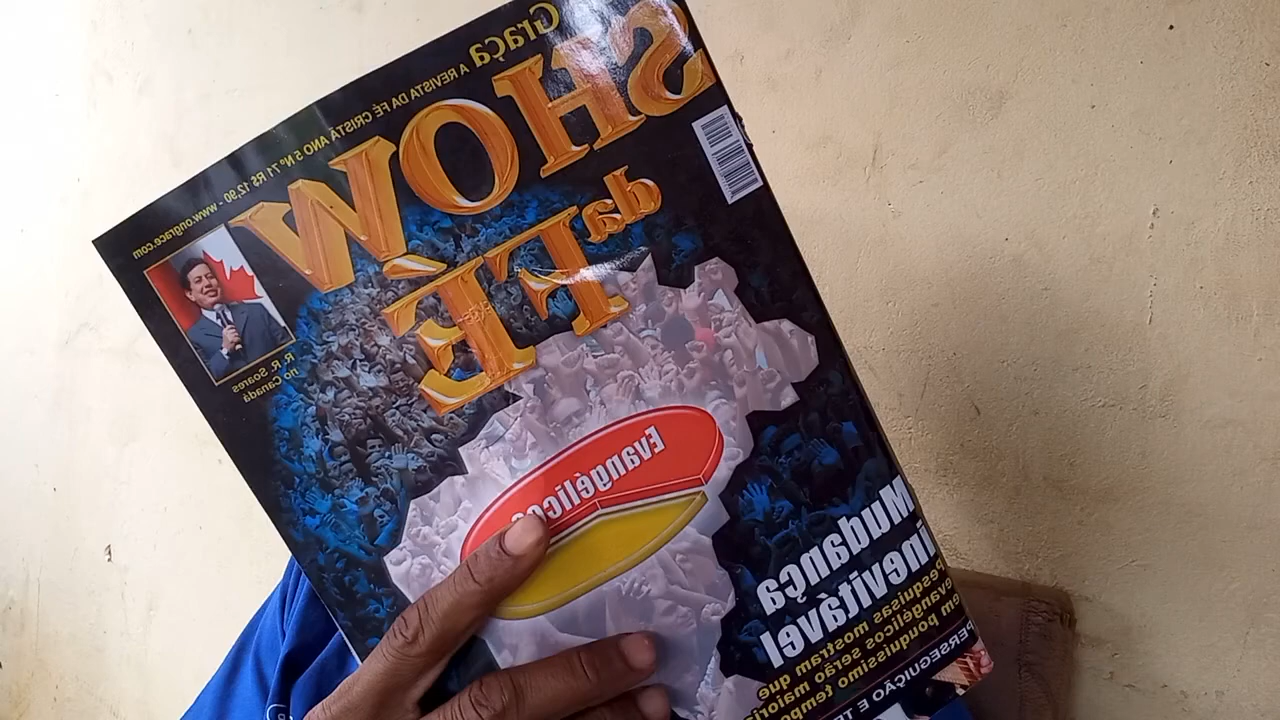 Graça A REVISTA DA FÉ CRISTÃ ANO 5 Nº 71 R$ 12,90 - www.ongrace.com
SHOW
da FÉ
R. R. Soares
no Canadá
Evangélicos
Mudança
inevitável
Pesquisas mostram que
evangélicos serão maioria
em pouquíssimo tempo
PERSEGUIÇÃO E